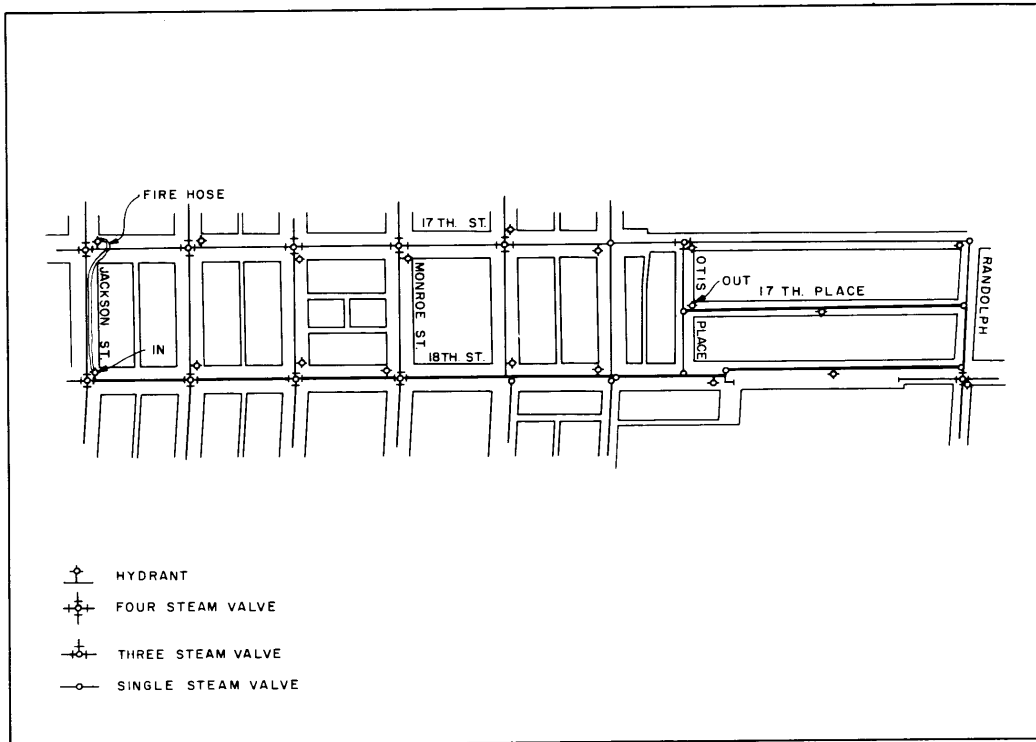 FIRE HOSE
17 TH. ST.
JACKSON ST.
MONROE ST.
OTIS
PLACE
OUT
17 TH. PLACE
RANDOLPH
IN
18TH. ST.
HYDRANT
FOUR STEAM VALVE
THREE STEAM VALVE
SINGLE STEAM VALVE